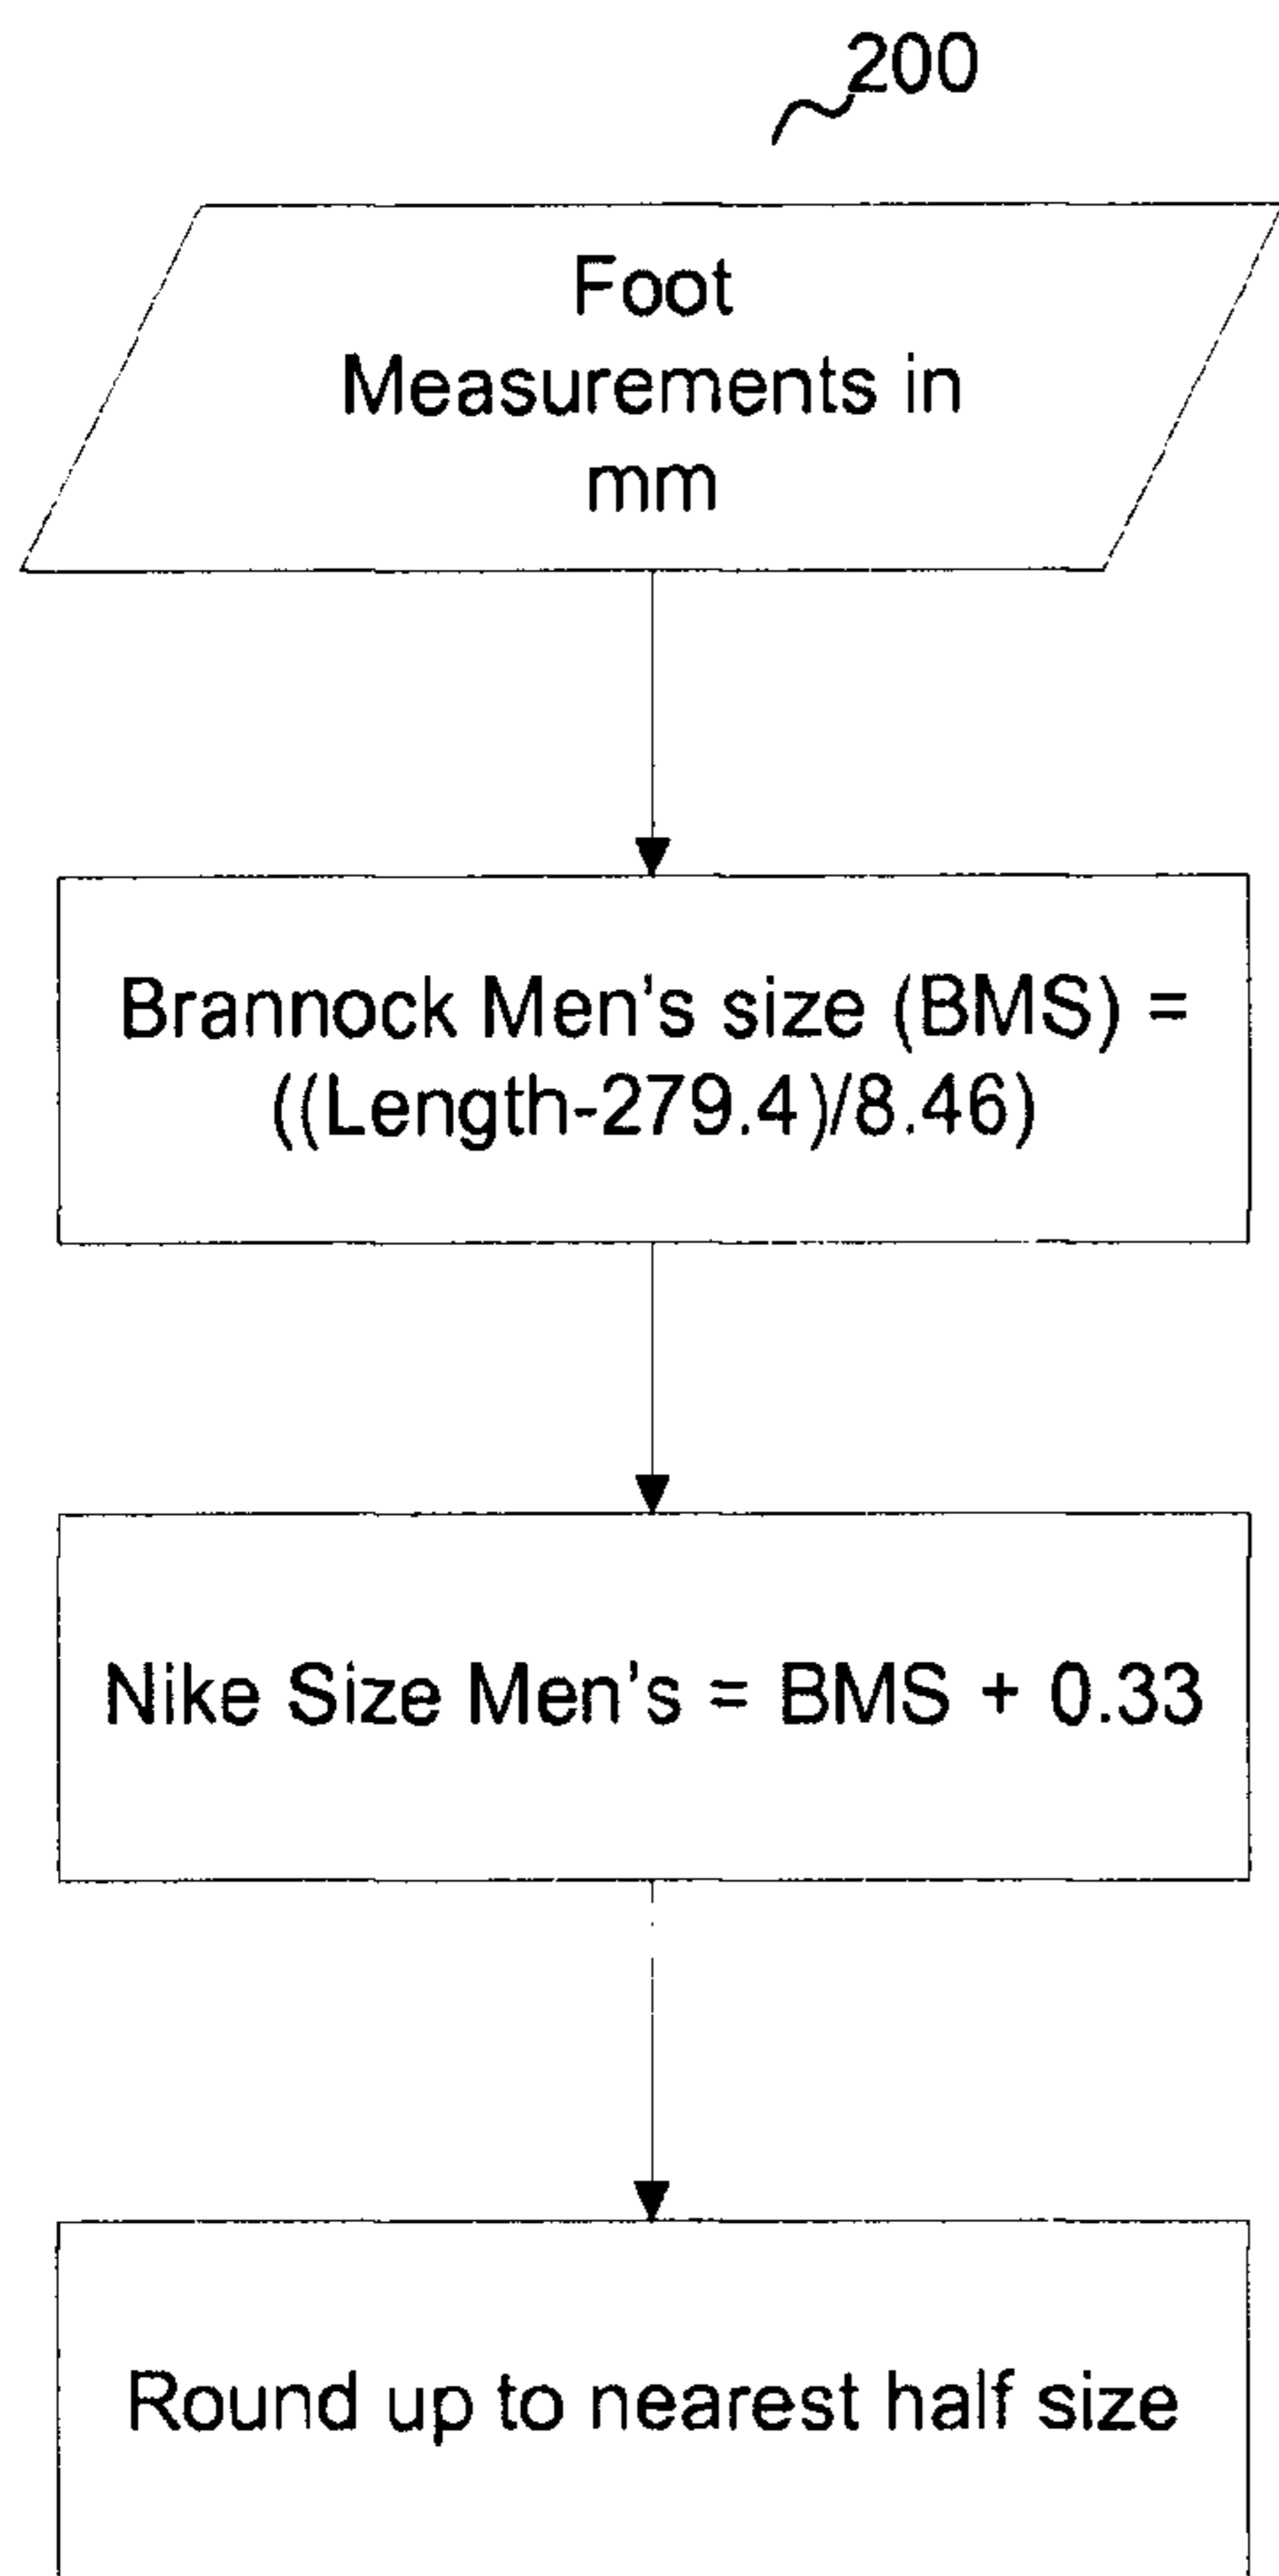 200
Foot
Measurements in
mm
Brannock Men's size (BMS) =
((Length-279.4)/8.46)
Nike Size Men's = BMS + 0.33
Round up to nearest half size